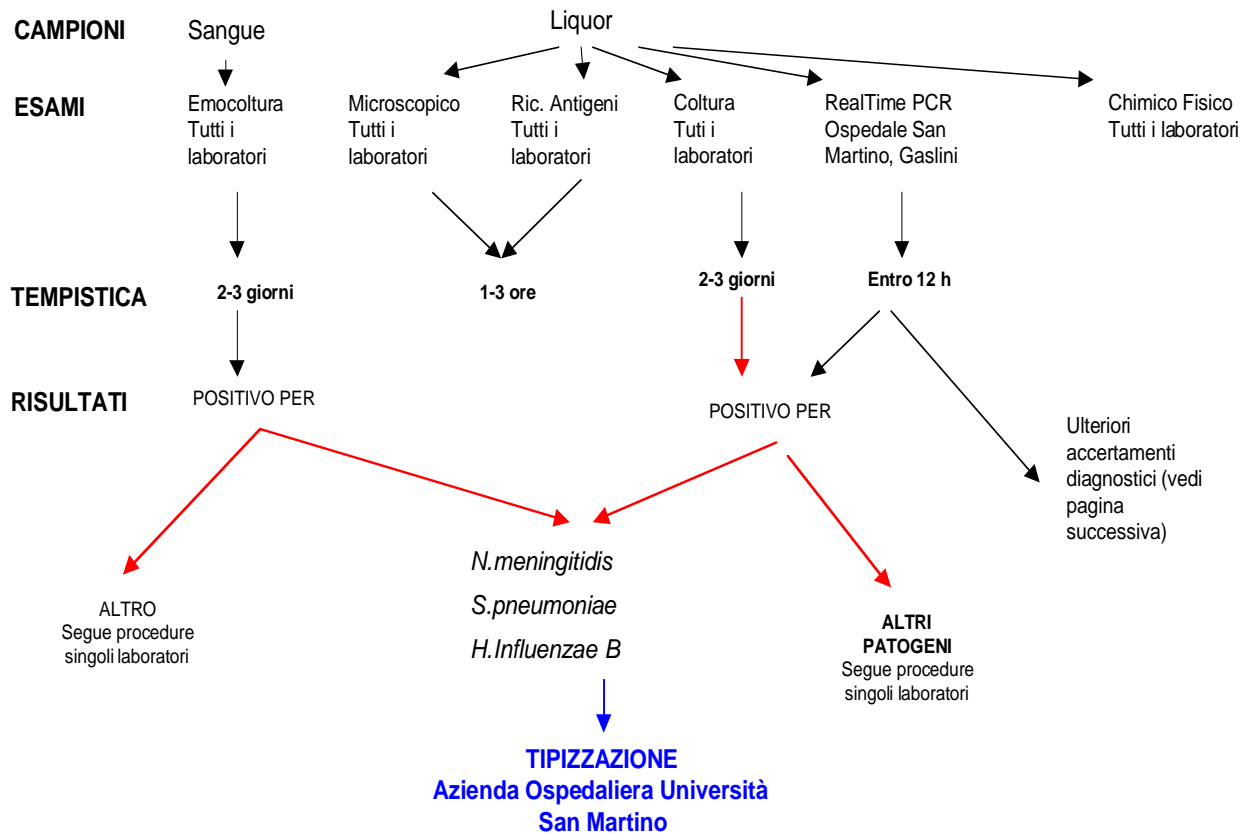 CAMPIONI
Sangue
Liquor
ESAMI
Emocoltura
Tutti i
laboratori
Microscopico
Tutti i
laboratori
Ric. Antigeni
Tutti i
laboratori
Coltura
Tuti i
laboratori
RealTime PCR
Ospedale San
Martino, Gaslini
Chimico Fisico
Tutti i laboratori
TEMPISTICA
2-3 giorni
1-3 ore
2-3 giorni
Entro 12 h
RISULTATI
POSITIVO PER
POSITIVO PER
Ulteriori
accertamenti
diagnostici (vedi
pagina
successiva)
ALTRO
Segue procedure
singoli laboratori
N.meningitidis
S.pneumoniae
H.Influenzae B
ALTRI
PATOGENI
Segue procedure
singoli laboratori
TIPIZZAZIONE
Azienda Ospedaliera Università
San Martino